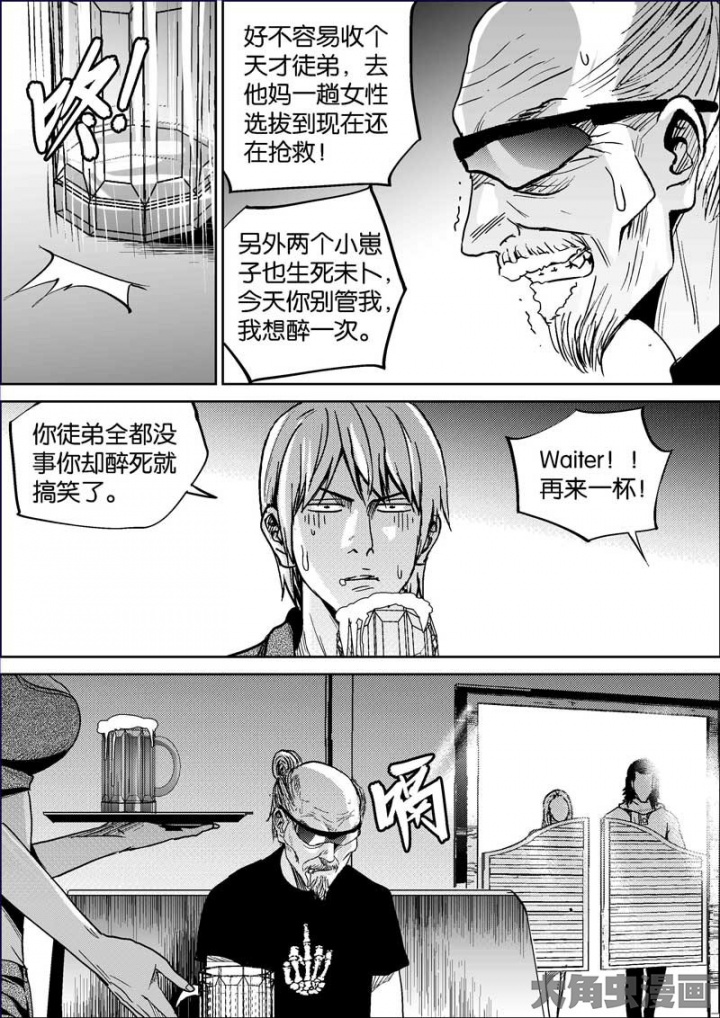 咚！
好不容易收个
天才徒弟，去
他妈一趟女性
选拔到现在还
在抢救！
另外两个小崽
子也生死未卜，
今天你别管我，
我想醉一次。
你徒弟全都没
事你却醉死就
搞笑了。
Waiter！！
再来一杯！
嗝
大角虫漫画